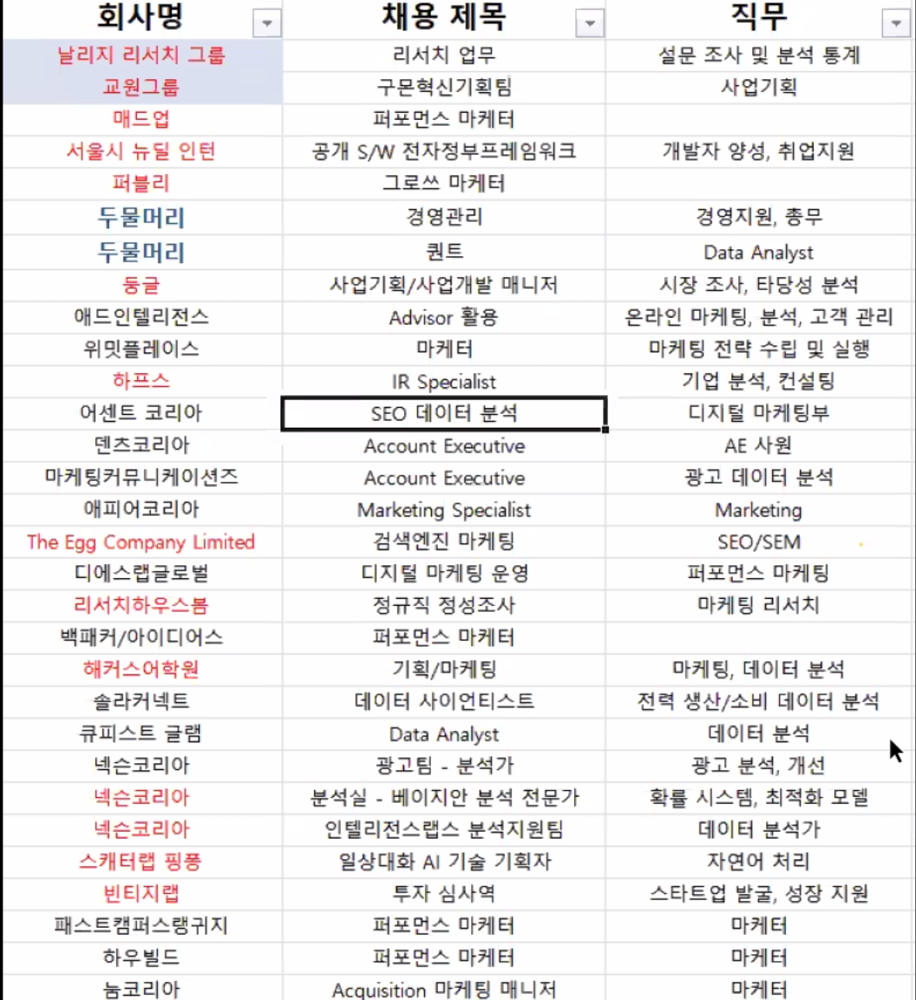 회사명 채용 제목 직무
날리지 리서치 그룹 리서치 업무 설문 조사 및 분석 통계
교원그룹 구몬혁신기획팀 사업기획
매드업 퍼포먼스 마케터
서울시 뉴딜 인턴 공개 S/W 전자정부프레임워크 개발자 양성, 취업지원
퍼블리 그로쓰 마케터
두물머리 경영관리 경영지원, 총무
두물머리 퀀트 Data Analyst
둥글 사업기획/사업개발 매니저 시장 조사, 타당성 분석
애드인텔리전스 Advisor 활용 온라인 마케팅, 분석, 고객 관리
위밋플레이스 마케터 마케팅 전략 수립 및 실행
하프스 IR Specialist 기업 분석, 컨설팅
어센트 코리아 SEO 데이터 분석 디지털 마케팅부
덴츠코리아 Account Executive AE 사원
마케팅커뮤니케이션즈 Account Executive 광고 데이터 분석
애피어코리아 Marketing Specialist Marketing
The Egg Company Limited 검색엔진 마케팅 SEO/SEM
디에스랩글로벌 디지털 마케팅 운영 퍼포먼스 마케팅
리서치하우스봄 정규직 정성조사 마케팅 리서치
백패커/아이디어스 퍼포먼스 마케터
해커스어학원 기획/마케팅 마케팅, 데이터 분석
솔라커넥트 데이터 사이언티스트 전력 생산/소비 데이터 분석
큐피스트 글램 Data Analyst 데이터 분석
넥슨코리아 광고팀 - 분석가 광고 분석, 개선
넥슨코리아 분석실 - 베이지안 분석 전문가 확률 시스템, 최적화 모델
넥슨코리아 인텔리전스랩스 분석지원팀 데이터 분석가
스캐터랩 핑퐁 일상대화 AI 기술 기획자 자연어 처리
빈티지랩 투자 심사역 스타트업 발굴, 성장 지원
패스트캠퍼스랭귀지 퍼포먼스 마케터 마케터
하우빌드 퍼포먼스 마케터 마케터
눔코리아 Acquisition 마케팅 매니저 마케터